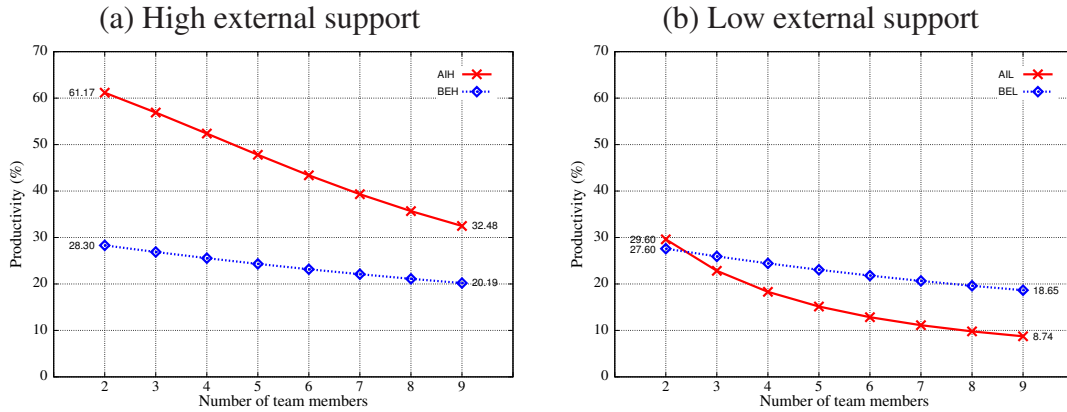 (a) High external support
70
60
50
40
30
20
10
0
Productivity (%)
AIH
BEH
61.17
28.30
32.48
20.19
2 3 4 5 6 7 8 9
Number of team members
(b) Low external support
70
60
50
40
30
20
10
0
Productivity (%)
AIL
BEL
29.60
27.60
18.65
8.74
2 3 4 5 6 7 8 9
Number of team members